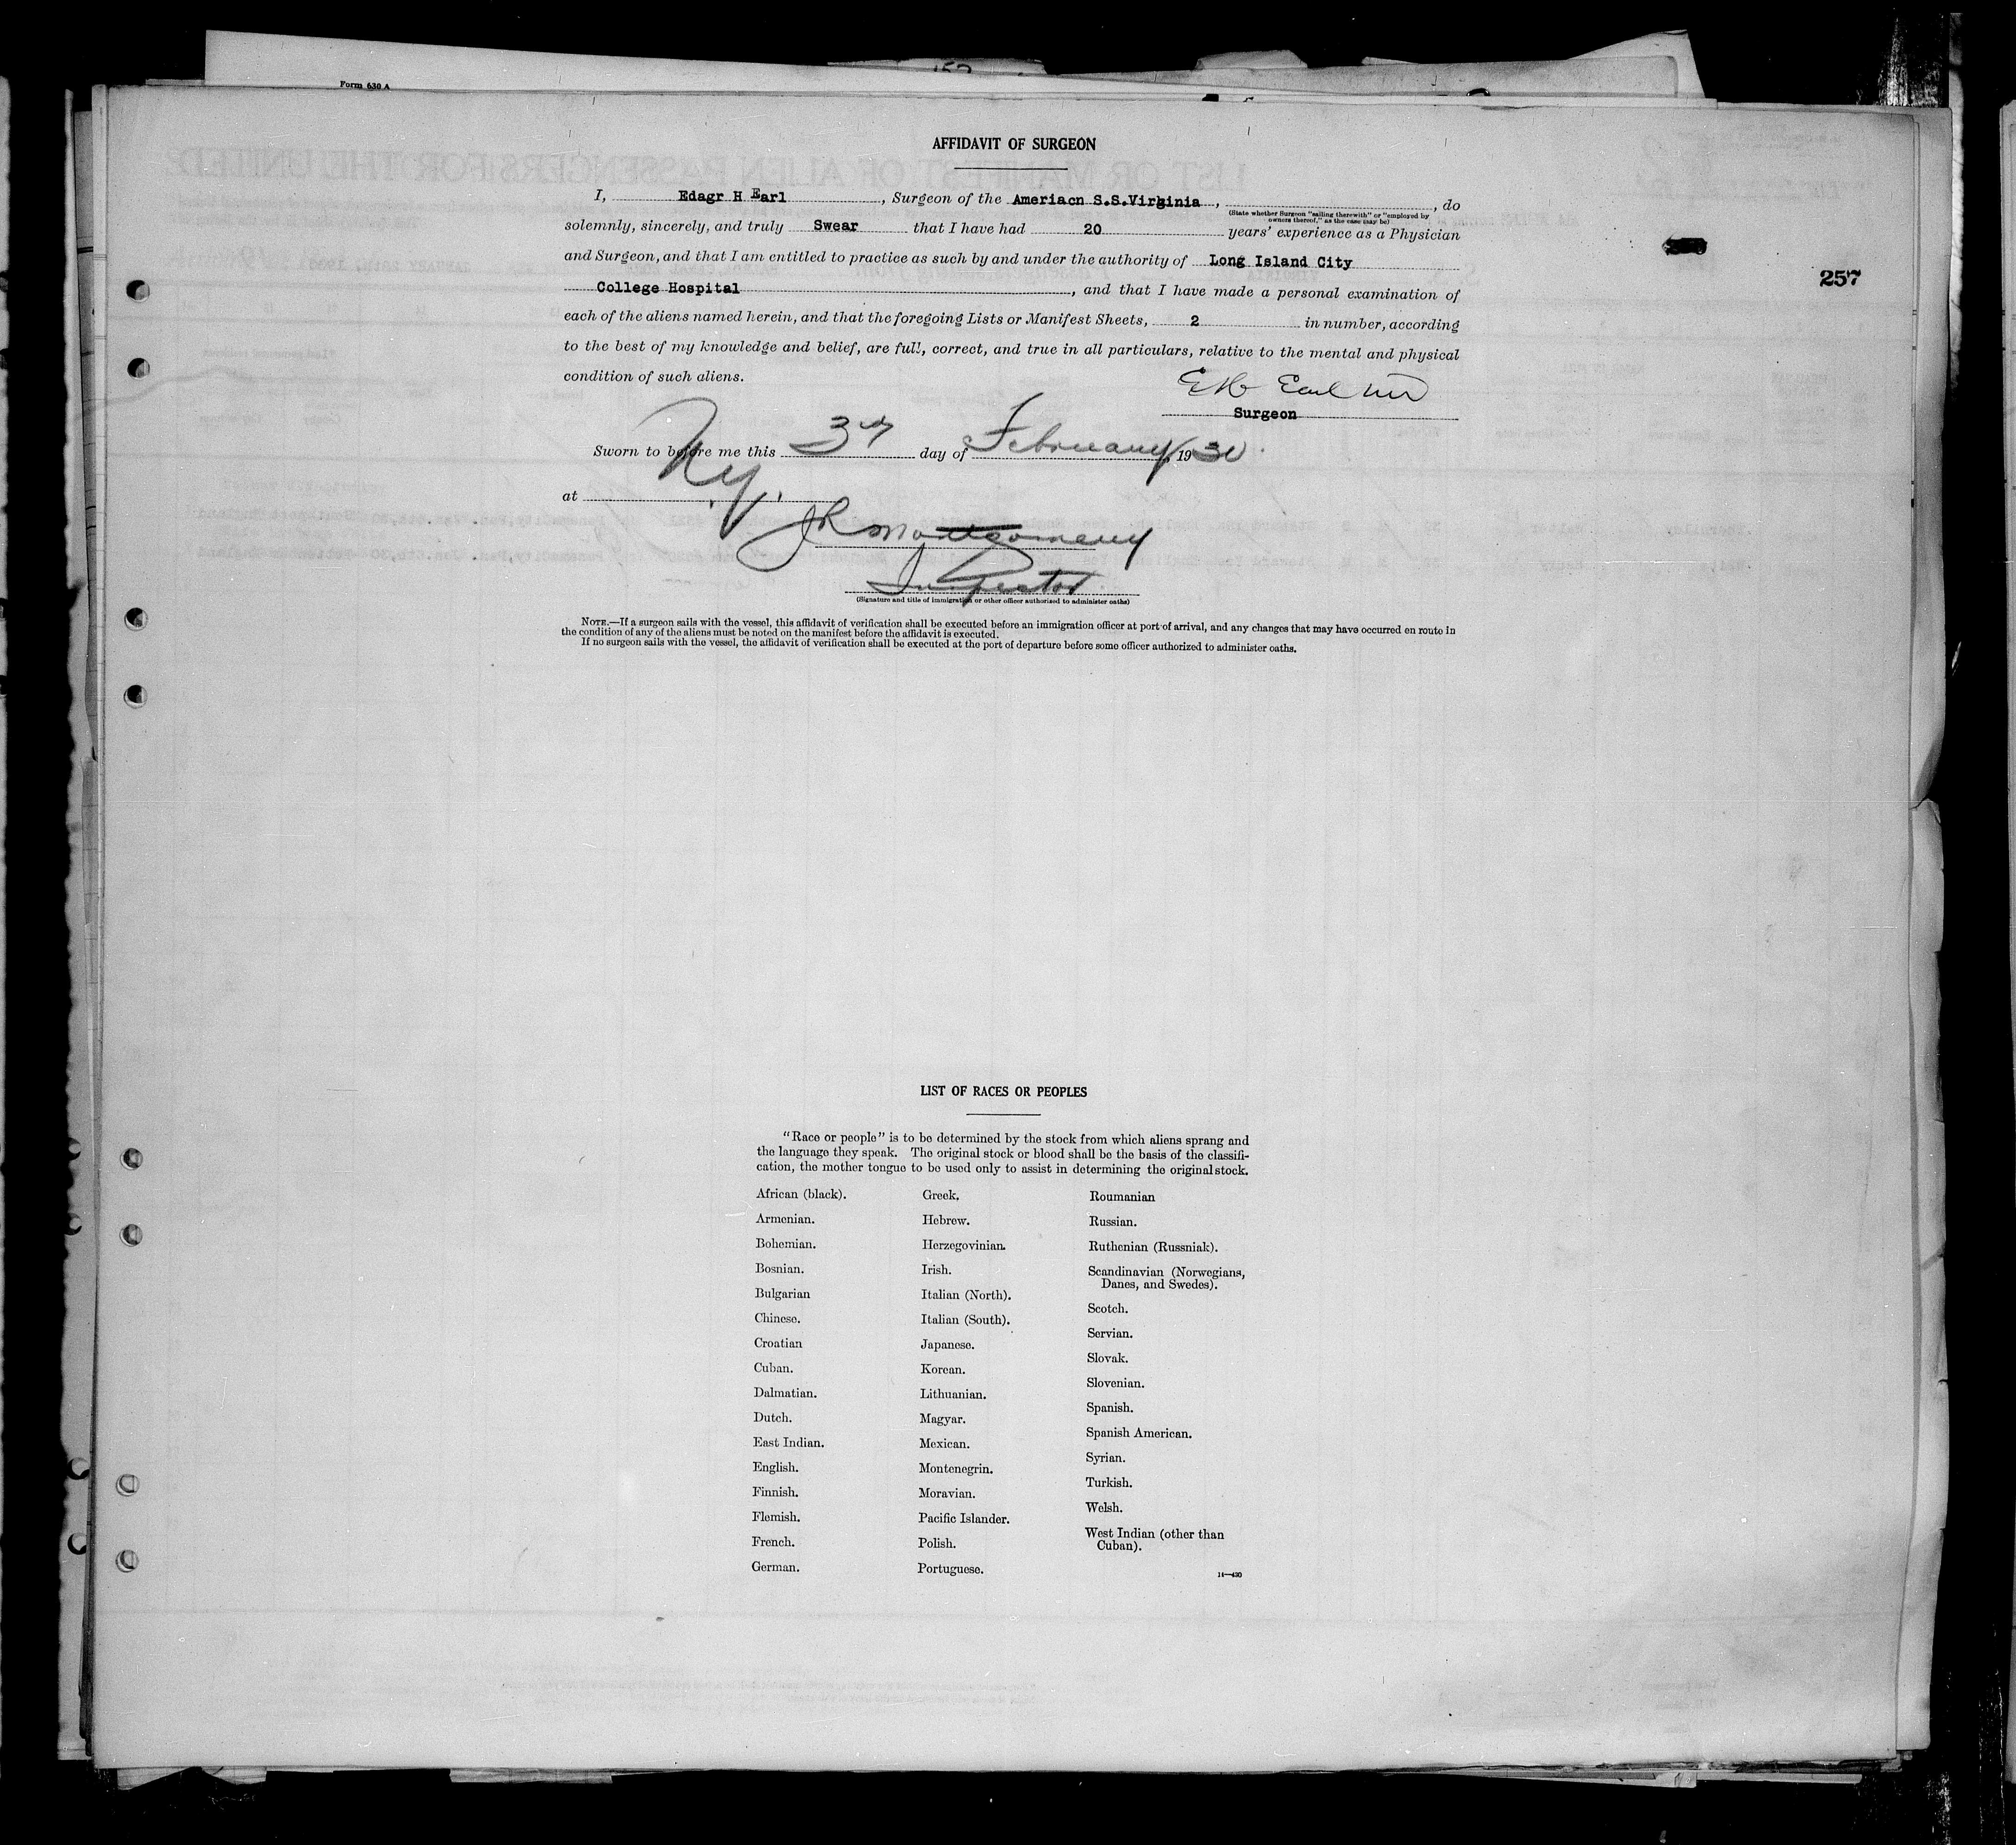 Form 630 A
AFFIDAVIT OF SURGEON
I, Edagr H Earl, Surgeon of the Ameriacn S.S.Virginia, , do
(State whether Surgeon "sailing therewith" or "employed by
owners thereof," as the case may be)
solemnly, sincerely, and truly Swear that I have had 20 years' experience as a Physician
and Surgeon, and that I am entitled to practice as such by and under the authority of Long Island City
College Hospital, and that I have made a personal examination of
257
each of the aliens named herein, and that the foregoing Lists or Manifest Sheets, 2 in number, according
to the best of my knowledge and belief, are full, correct, and true in all particulars, relative to the mental and physical
condition of such aliens.
E H Earl MD
Surgeon
Sworn to before me this 3rd day of February, 1930.
at N.Y.
J R Montgomery
Inspector
(Signature and title of immigration or other officer authorized to administer oaths)
NOTE.—If a surgeon sails with the vessel, this affidavit of verification shall be executed before an immigration officer at port of arrival, and any changes that may have occurred en route in
the condition of any of the aliens must be noted on the manifest before the affidavit is executed.
If no surgeon sails with the vessel, the affidavit of verification shall be executed at the port of departure before some officer authorized to administer oaths.
LIST OF RACES OR PEOPLES
"Race or people" is to be determined by the stock from which aliens sprang and
the language they speak. The original stock or blood shall be the basis of the classifi-
cation, the mother tongue to be used only to assist in determining the original stock.
African (black).
Armenian.
Bohemian.
Bosnian.
Bulgarian
Chinese.
Croatian
Cuban.
Dalmatian.
Dutch.
East Indian.
English.
Finnish.
Flemish.
French.
German.
Greek.
Hebrew.
Herzegovinian.
Irish.
Italian (North).
Italian (South).
Japanese.
Korean.
Lithuanian.
Magyar.
Mexican.
Montenegrin.
Moravian.
Pacific Islander.
Polish.
Portuguese.
Roumanian
Russian.
Ruthenian (Russniak).
Scandinavian (Norwegians,
Danes, and Swedes).
Scotch.
Servian.
Slovak.
Slovenian.
Spanish.
Spanish American.
Syrian.
Turkish.
Welsh.
West Indian (other than
Cuban).
14—430